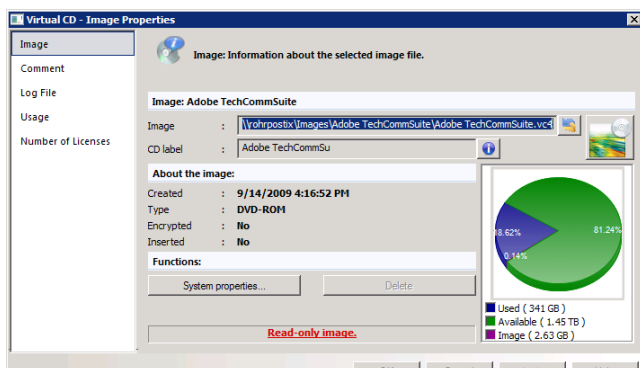 Virtual CD - Image Properties
Image
Comment
Log File
Usage
Number of Licenses
Image: Information about the selected image file.
Image: Adobe TechCommSuite
Image : \\rohrpostix\Images\Adobe TechCommSuite\Adobe TechCommSuite.vc4
CD label : Adobe TechCommSu
About the image:
Created : 9/14/2009 4:16:52 PM
Type : DVD-ROM
Encrypted : No
Inserted : No
Functions:
System properties... Delete
Read-only image.
18.62% 81.24%
0.14%
Used ( 341 GB )
Available ( 1.45 TB )
Image ( 2.63 GB )